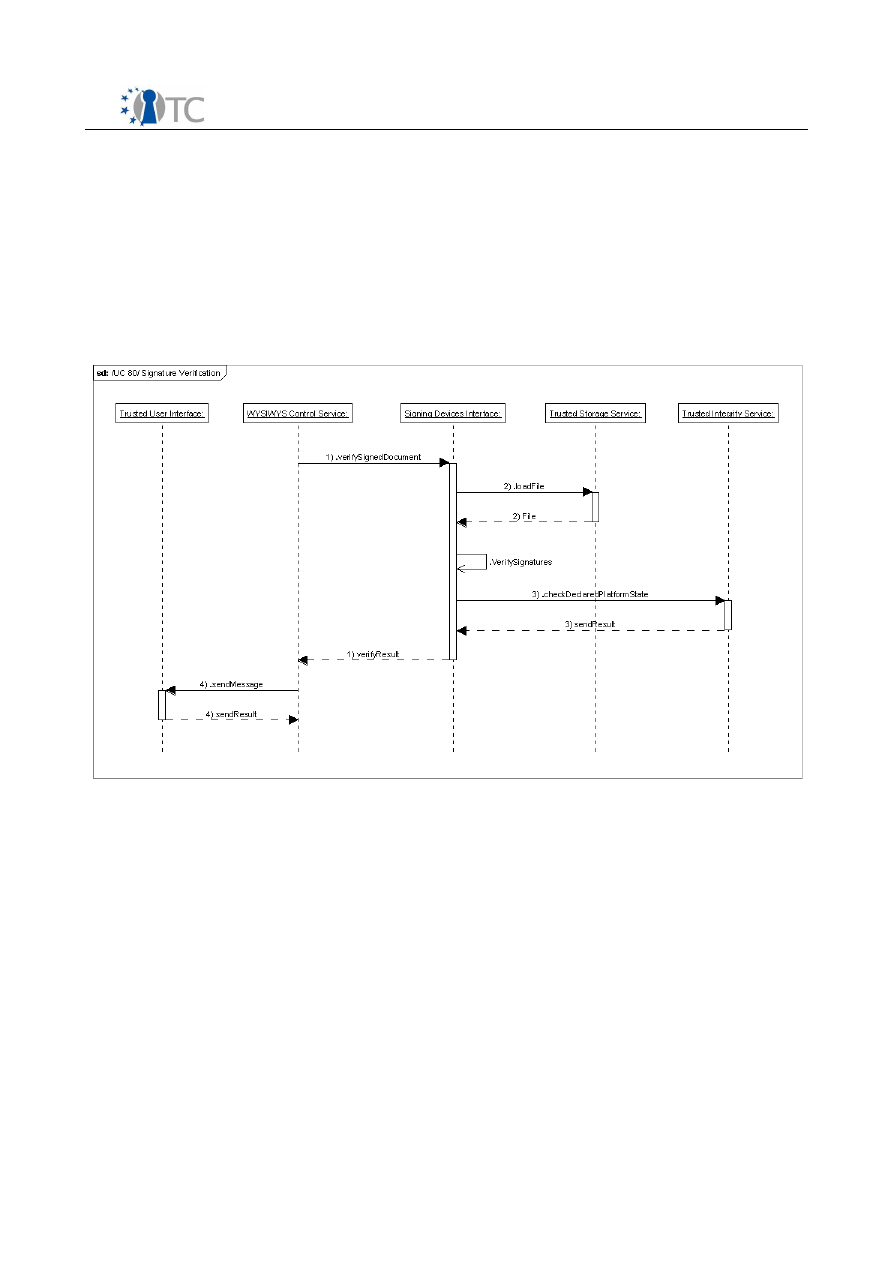 TC
sd: /UC 80/ Signature Verification
Trusted User Interface:
WYSIWYS Control Service:
Signing Devices Interface:
Trusted Storage Service:
Trusted Integrity Service:
1) .verifySignedDocument
2) .loadFile
2) File
.VerifySignatures
3) .checkDeclaredPlatformState
3) sendResult
1) verifyResult
4) .sendMessage
4) sendResult